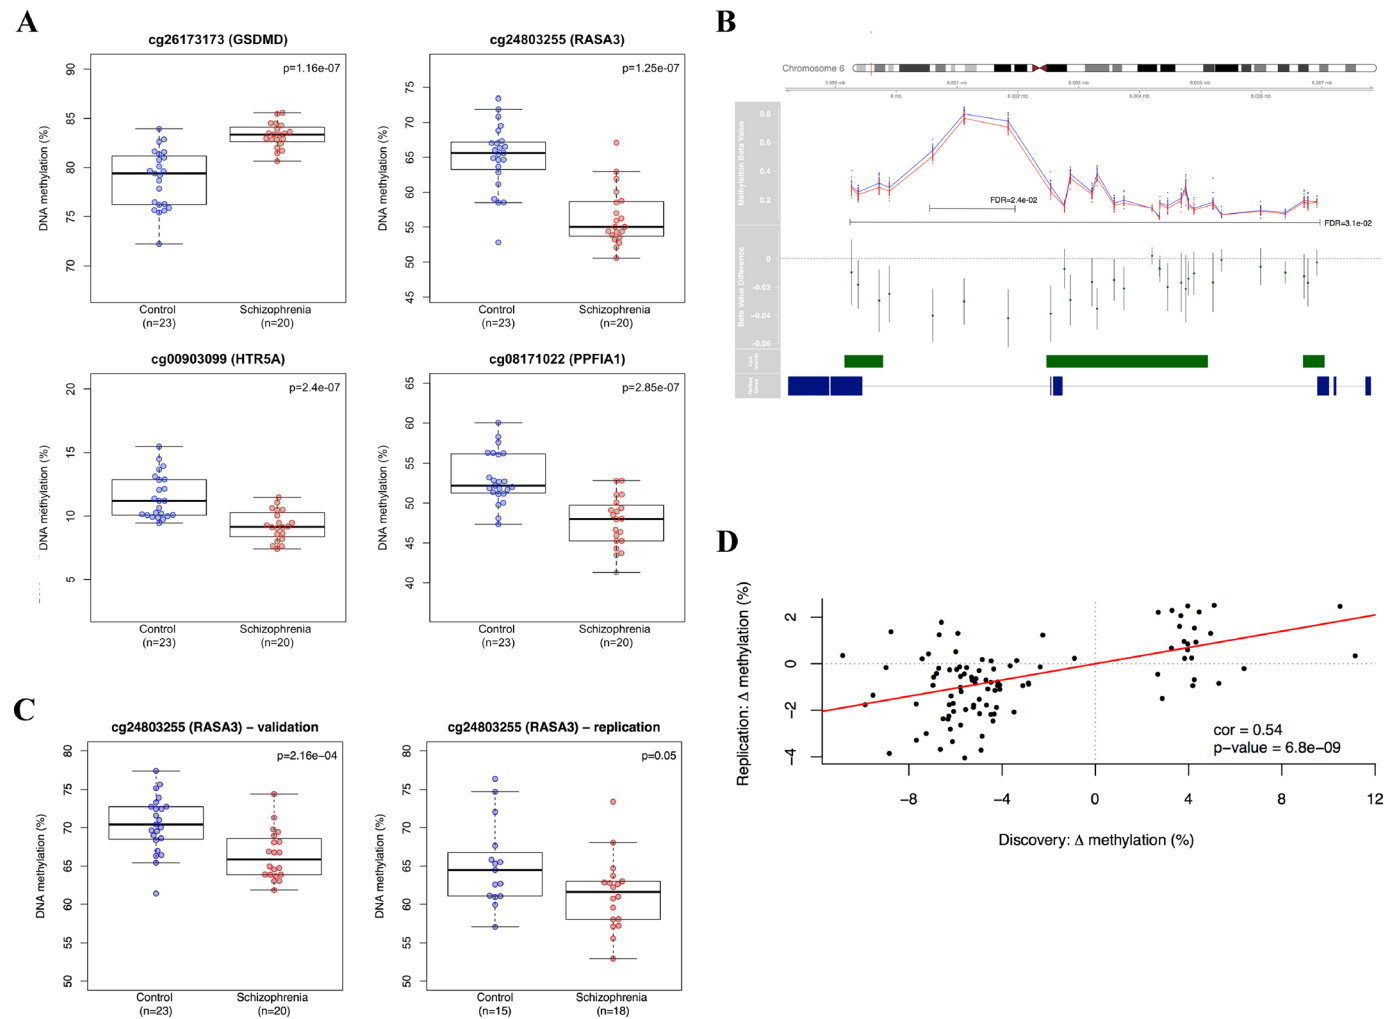 A
cg26173173 (GSDMD)
p=1.16e-07
DNA methylation (%)
90
85
80
75
70
Control
(n=23)
Schizophrenia
(n=20)
cg24803255 (RASA3)
p=1.25e-07
DNA methylation (%)
75
70
65
60
55
50
45
Control
(n=23)
Schizophrenia
(n=20)
cg00903099 (HTR5A)
p=2.4e-07
DNA methylation (%)
20
15
10
5
Control
(n=23)
Schizophrenia
(n=20)
cg08171022 (PPFIA1)
p=2.85e-07
DNA methylation (%)
65
60
55
50
45
40
Control
(n=23)
Schizophrenia
(n=20)
B
Chromosome 6
6 mb
6.001 mb
6.002 mb
Methylation Beta Value
0.8
0.6
0.4
0.2
FDR=2.4e-02
FDR=3.1e-02
Beta Value Difference
0
−0.02
−0.04
−0.06
C
cg24803255 (RASA3) − validation
p=2.16e−04
DNA methylation (%)
80
75
70
65
60
55
50
Control
(n=23)
Schizophrenia
(n=20)
cg24803255 (RASA3) − replication
p=0.05
DNA methylation (%)
80
75
70
65
60
55
50
Control
(n=15)
Schizophrenia
(n=18)
D
Replication: Δ methylation (%)
2
0
−2
−4
cor = 0.54
p-value = 6.8e-09
−8
−4
0
4
8
12
Discovery: Δ methylation (%)